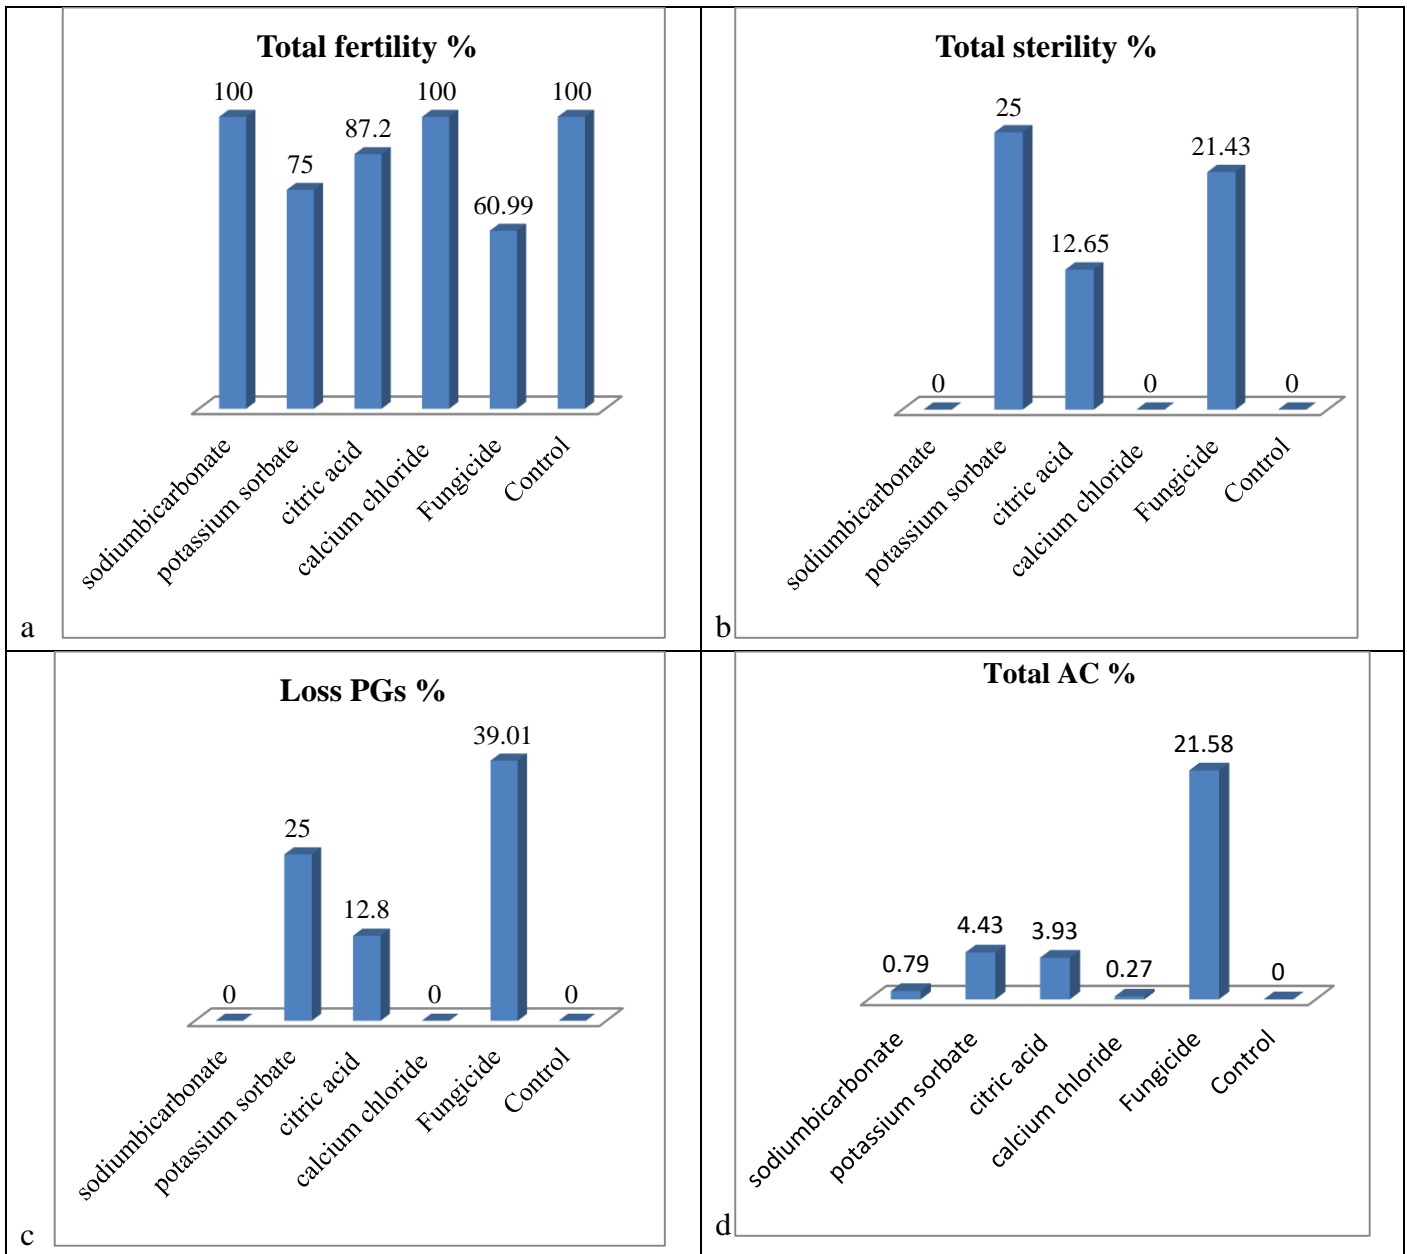 Total fertility %
100
75
87.2
100
60.99
100
sodiumbicarbonate
potassium sorbate
citric acid
calcium chloride
Fungicide
Control
a
Total sterility %
0
25
12.65
0
21.43
0
sodiumbicarbonate
potassium sorbate
citric acid
calcium chloride
Fungicide
Control
b
Loss PGs %
0
25
12.8
0
39.01
0
sodiumbicarbonate
potassium sorbate
citric acid
calcium chloride
Fungicide
Control
c
Total AC %
0.79
4.43
3.93
0.27
21.58
0
sodiumbicarbonate
potassium sorbate
citric acid
calcium chloride
Fungicide
Control
d